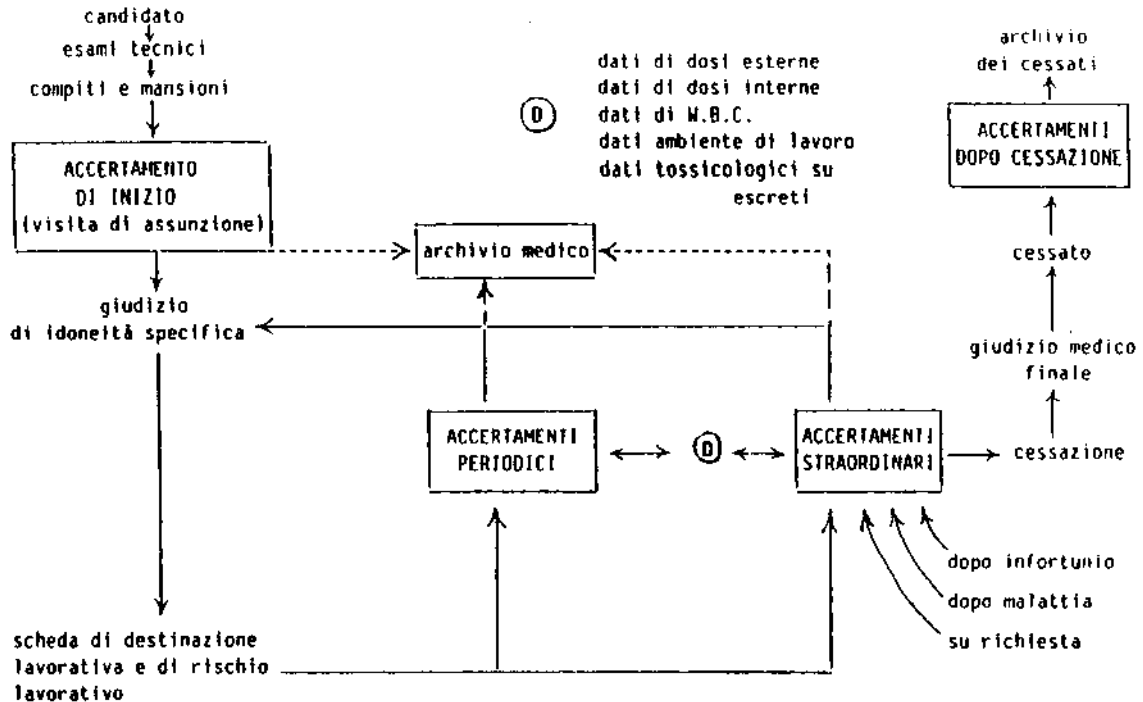 candidato
esami tecnici
compiti e mansioni
ACCERTAMENTO
DI INIZIO
(visita di assunzione)
giudizio
di idoneità specifica
scheda di destinazione
lavorativa e di rischio
lavorativo
D
dati di dosi esterne
dati di dosi interne
dati di W.B.C.
dati ambiente di lavoro
dati tossicologici su
escreti
archivio medico
ACCERTAMENTI
PERIODICI
D
ACCERTAMENTI
STRAORDINARI
dopo infortunio
dopo malattia
su richiesta
archivio
dei cessati
ACCERTAMENTI
DOPO CESSAZIONE
cessato
giudizio medico
finale
cessazione